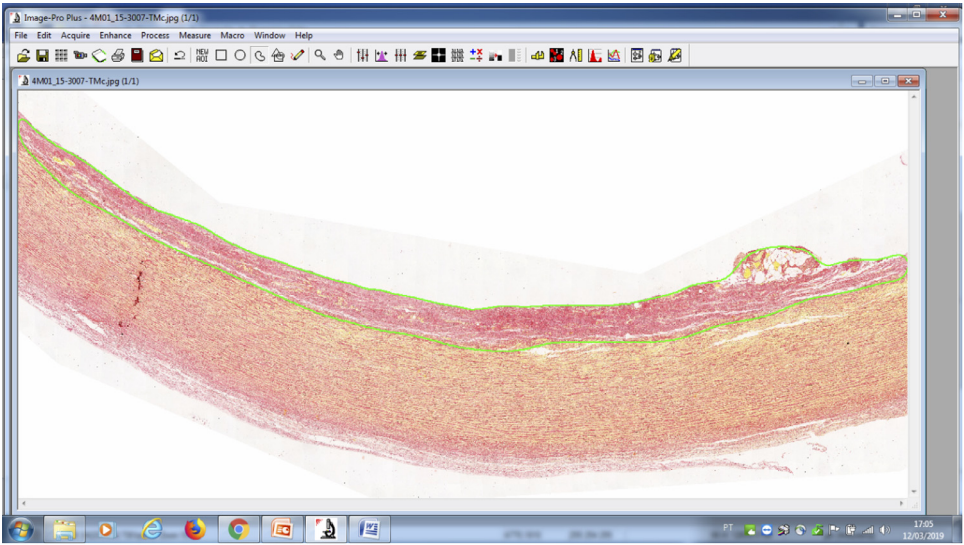 Image-Pro Plus - 4M01_15-3007-TMc.jpg (1/1)
File Edit Acquire Enhance Process Measure Macro Window Help
NEW AOI
4M01_15-3007-TMc.jpg (1/1)
PT
17:05
12/03/2019